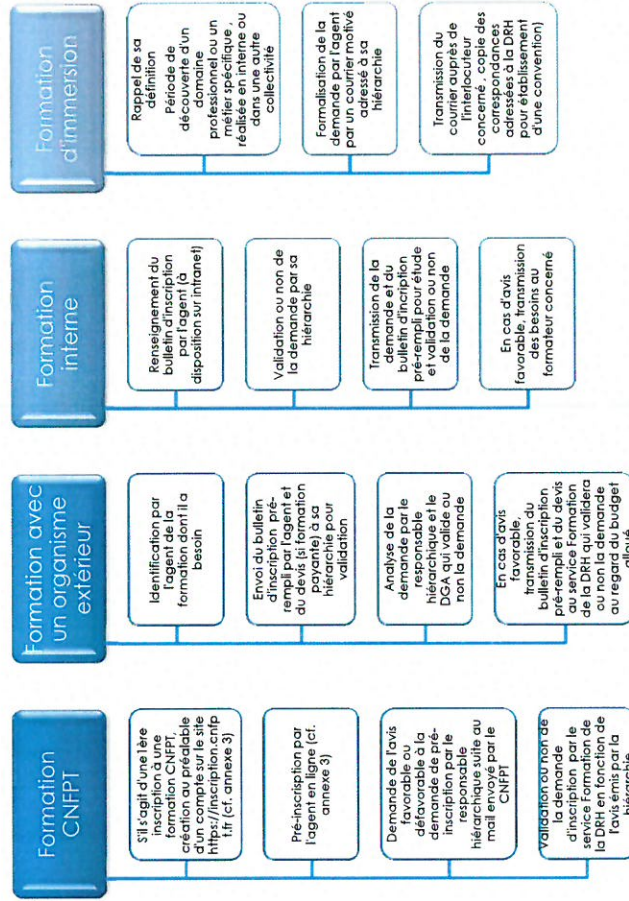 Formation
CNFPT
S'il s'agit d'une 1ère
inscription à une
formation CNFPT,
création au préalable
d'un compte sur le site
https://inscription.cnfp
t.fr (cf. annexe 3)
Pré-inscrisption par
l'agent en ligne (cf.
annexe 3)
Demande de l'avis
favorable ou
défavorable à la
demande de pré-
inscription par le
responsable
hiérarchique suite au
mail envoyé par le
CNFPT
Validation ou non de
la demande
d'inscription par le
service Formation de
la DRH en fonction de
l'avis émis par la
hiérarchie
Formation avec
un organisme
extérieur
Identification par
l'agent de la
formation dont il a
besoin
Envoi du bulletin
d'inscription pré-
rempli par l'agent et
du devis (si formation
payante) à sa
hiérarchie pour
validation
Analyse de la
demande par le
responsable
hiérarchique et le
DGA qui valide ou
non la demande
En cas d'avis
favorable,
transmission du
bulletin d'inscription
pré-rempli et du devis
au service Formation
de la DRH qui validera
ou non la demande
au regard du budget
alloué
Formation
interne
Renseignement du
bulletin d'inscription
par l'agent (à
disposition sur intranet)
Validation ou non de
la demande par sa
hiérarchie
Transmission de la
demande et du
bulletin d'incription
pré-rempli pour étude
et validation ou non
de la demande
En cas d'avis
favorable, transmission
des besoins au
formateur concerné
Formation
d'immersion
Rappel de sa
définition
Période de
découverte d'un
domaine
professionnel ou un
métier spécifique,
réalisée en interne ou
dans une autre
collectivité
Formalisation de la
demande par l'agent
par un courrier motivé
adressé à sa
hiérarchie
Transmission du
courrier auprès de
l'interlocuteur
concerné, copie des
correspondances
adressées à la DRH
pour établissement
d'une convention)